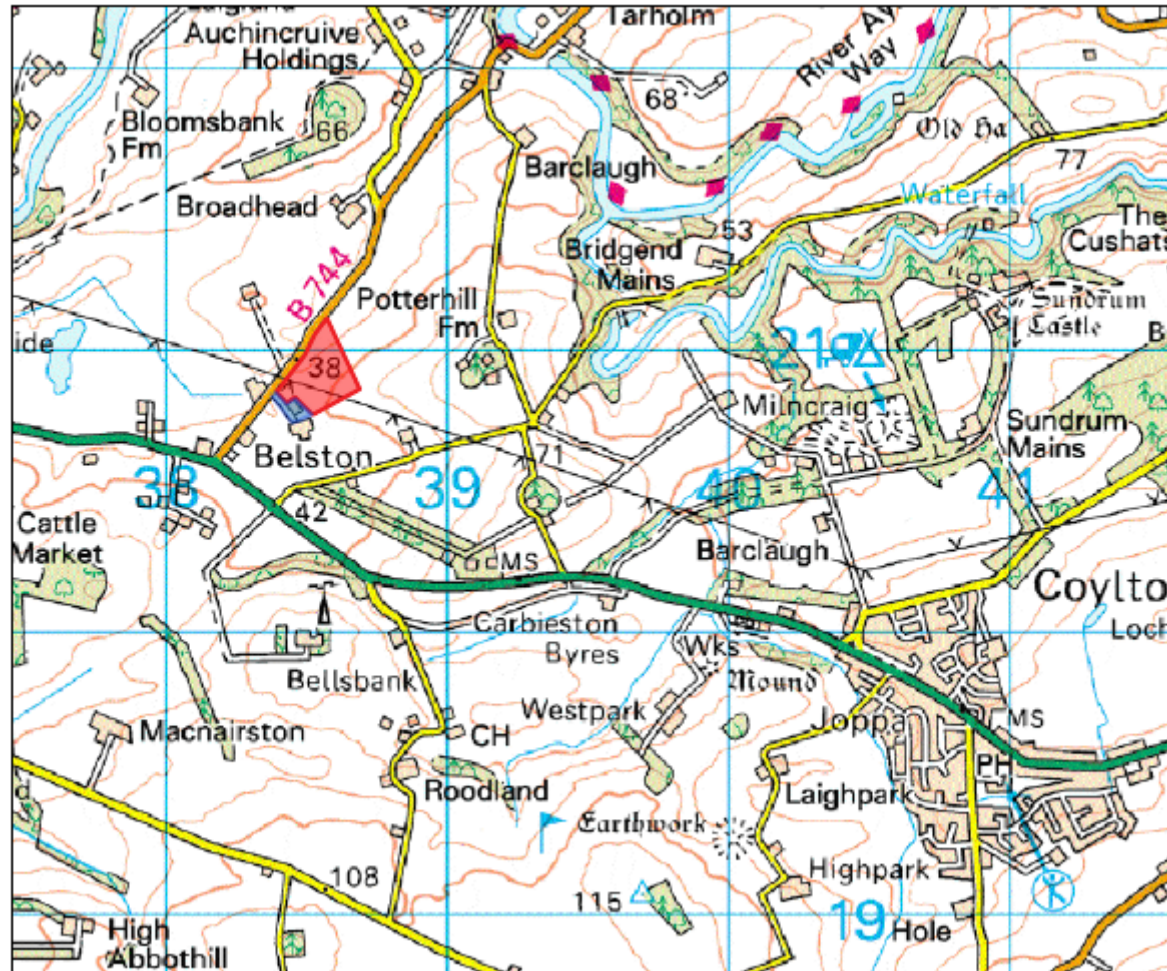 Tarholm
Auchincruive
Holdings
River Ay
Way
68
Bloomsbank
Fm
66
Old Ha
77
Barclaugh
Broadhead
Waterfall
The
Cushats
53
Bridgend
Mains
B 744
Potterhill
Fm
Sundrum
Castle
ide
21
B
38
Milncraig
Sundrum
Mains
Belston
71
38
39
40
41
42
Cattle
Market
MS
Barclaugh
Coylto
Loch
Carbieston
Byres
Wks
Mound
Bellsbank
Westpark
Joppa
MS
Macnairston
CH
PH
Roodland
Laighpark
d
Earthwork
Highpark
108
115
19
Hole
High
Abbothill